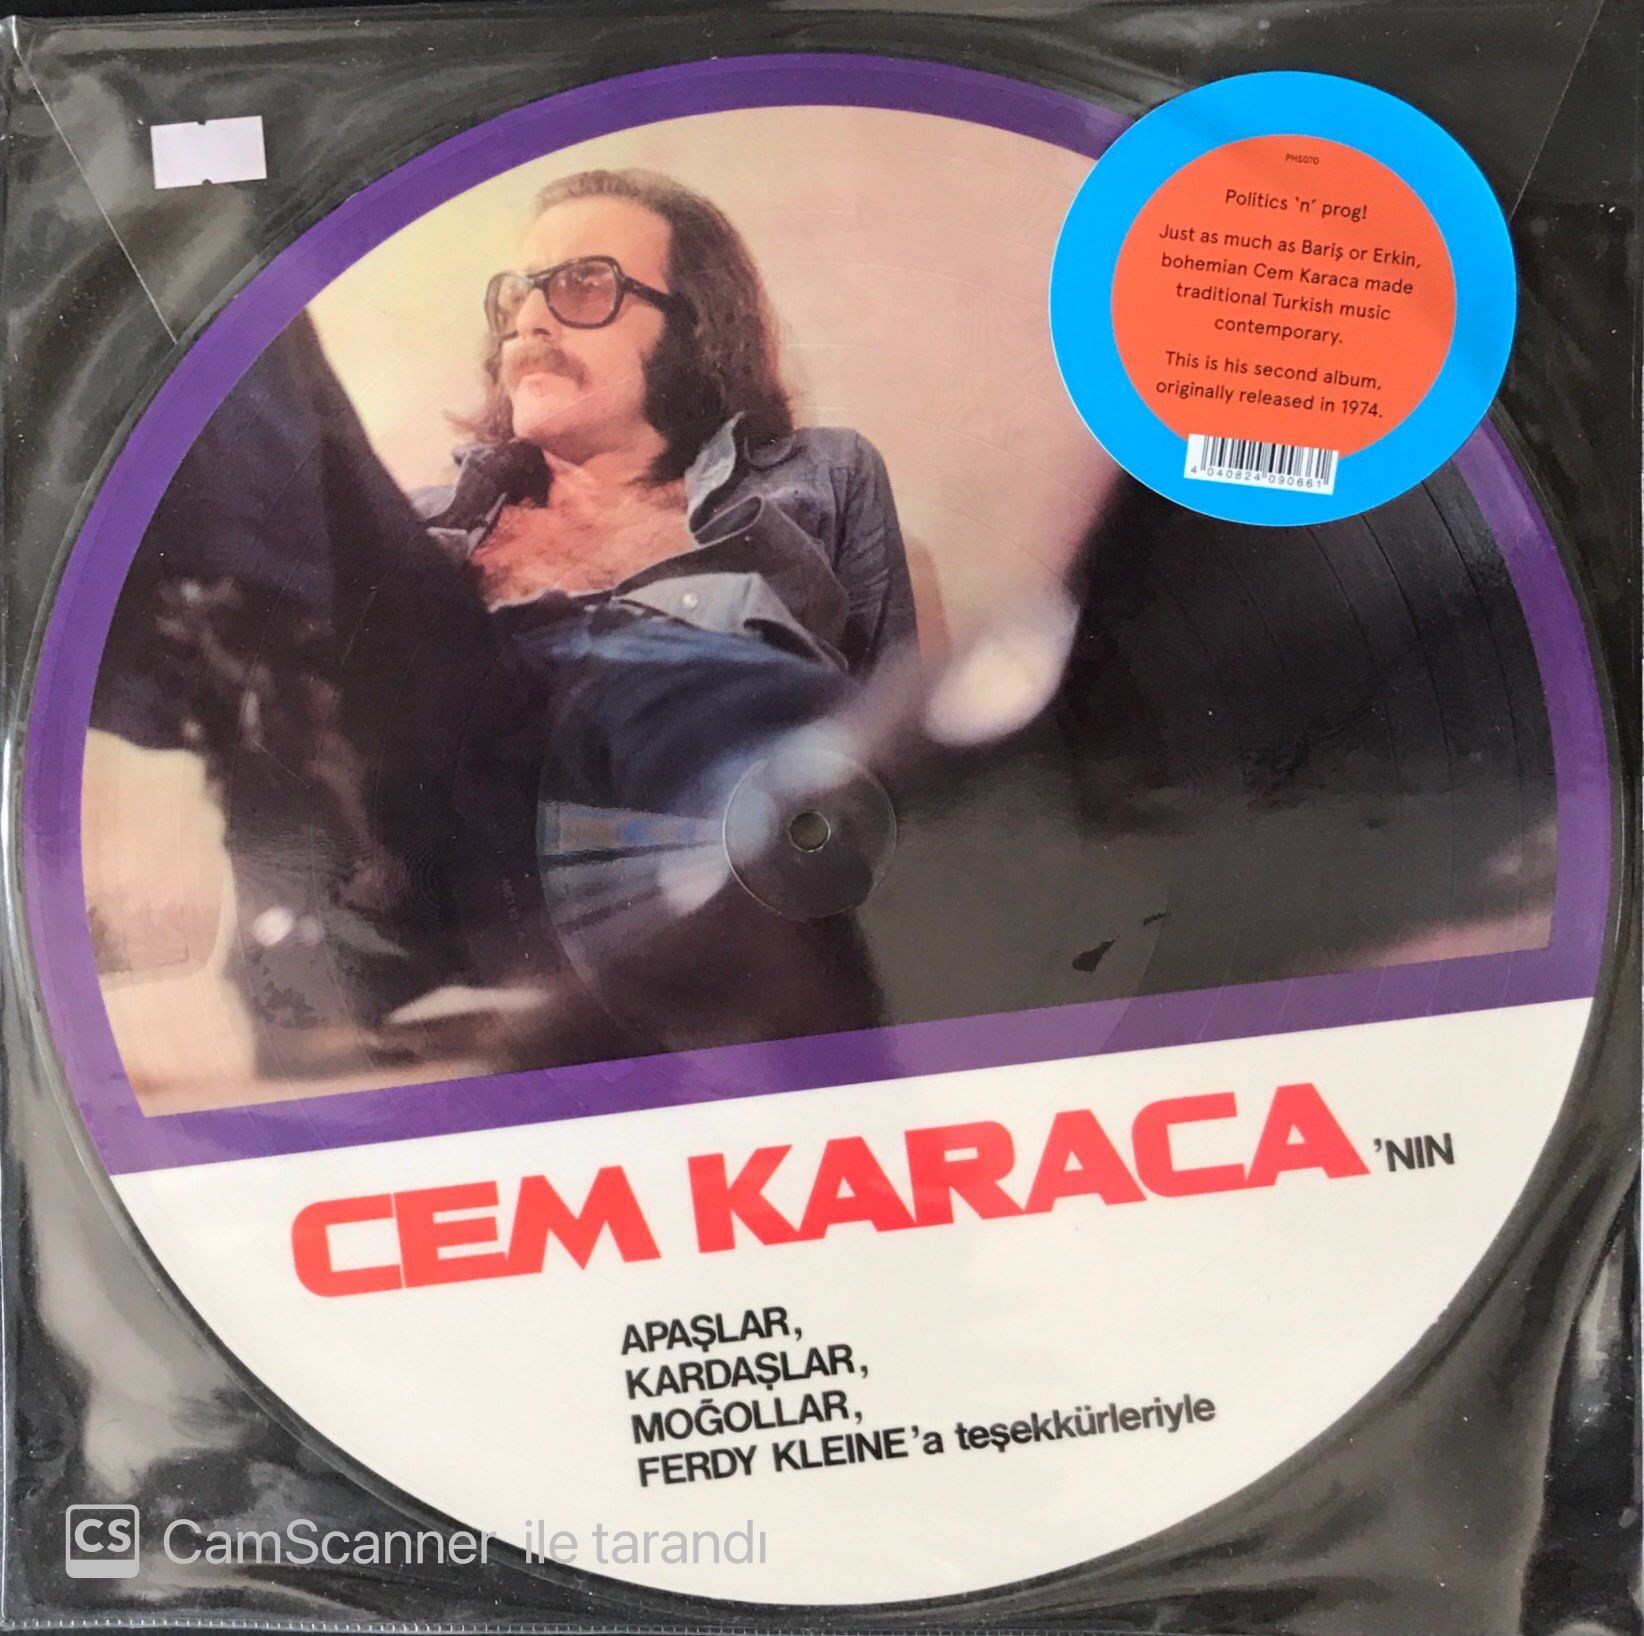 PHS070
Politics 'n' prog!
Just as much as Bariş or Erkin,
bohemian Cem Karaca made
traditional Turkish music
contemporary.
This is his second album,
originally released in 1974.
4 040824 090661
CEM KARACA 'NIN
APAŞLAR,
KARDAŞLAR,
MOĞOLLAR,
FERDY KLEINE'a teşekkürleriyle
CS CamScanner ile tarandı